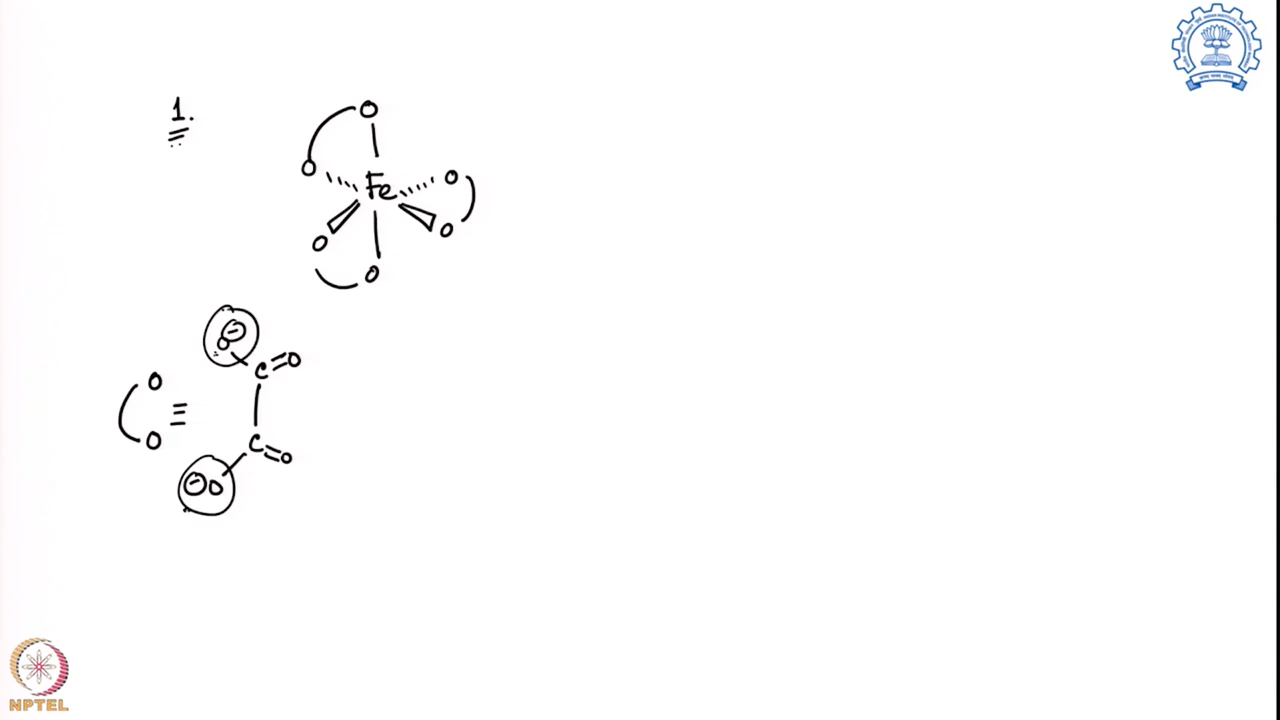 1.
O
O Fe O
O O
O
⊖
O C=O
O ≡
O C=O
⊖O
NPTEL